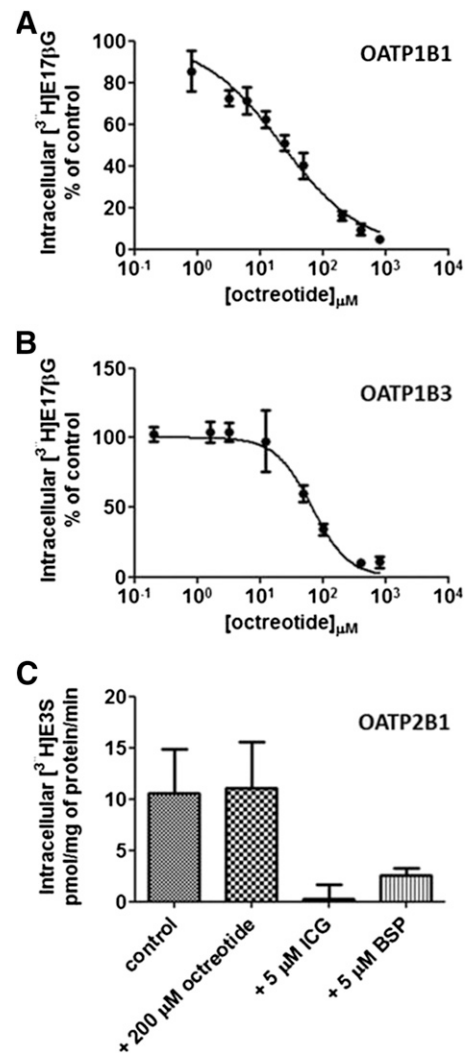 A
OATP1B1
Intracellular [³H]E17βG
% of control
100
80
60
40
20
0
10⁻¹ 10⁰ 10¹ 10² 10³ 10⁴
[octreotide]μM
B
OATP1B3
Intracellular [³H]E17βG
% of control
150
100
50
0
10⁻¹ 10⁰ 10¹ 10² 10³ 10⁴
[octreotide]μM
C
OATP2B1
Intracellular [³H]E3S
pmol/mg of protein/min
20
15
10
5
0
control
+ 200 μM octreotide
+ 5 μM ICG
+ 5 μM BSP